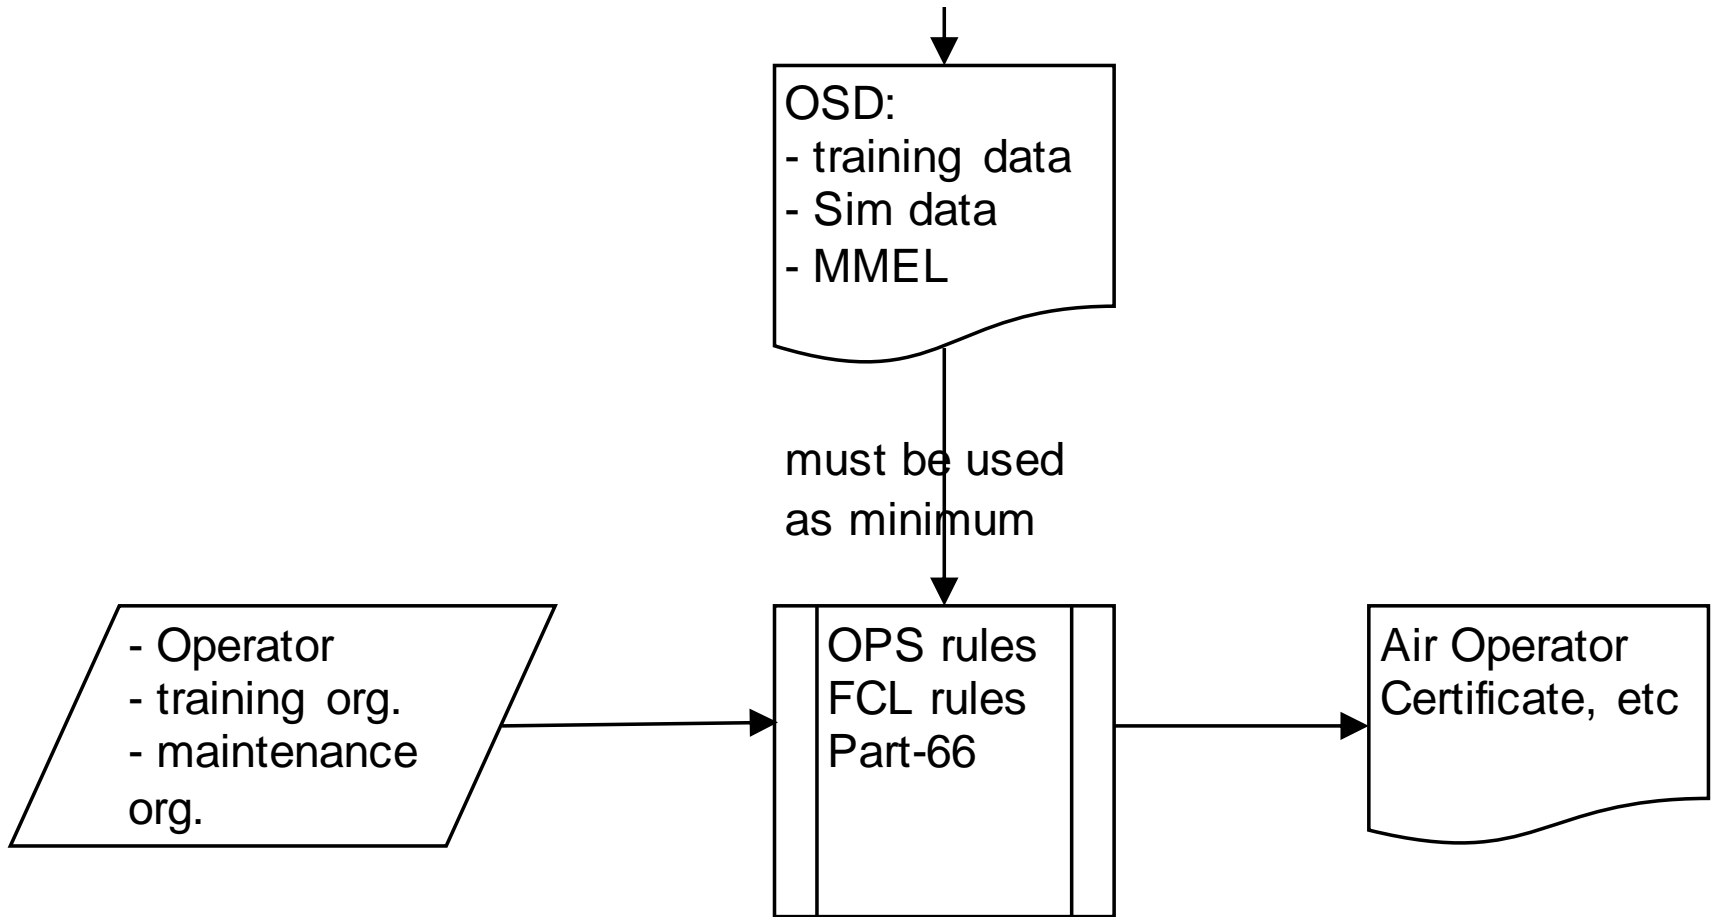 OSD:
- training data
- Sim data
- MMEL
must be used
as minimum
- Operator
- training org.
- maintenance
org.
OPS rules
FCL rules
Part-66
Air Operator
Certificate, etc